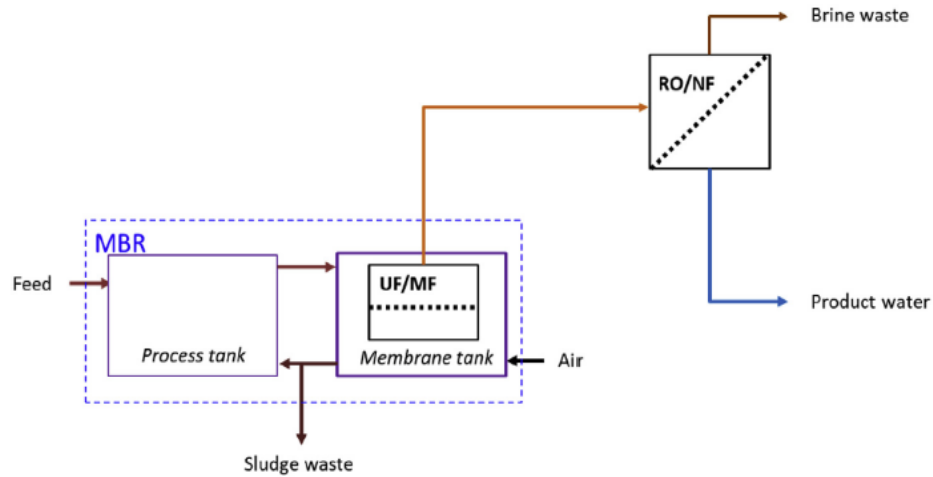 Brine waste
RO/NF
MBR
Feed
UF/MF
Product water
Process tank
Membrane tank
Air
Sludge waste